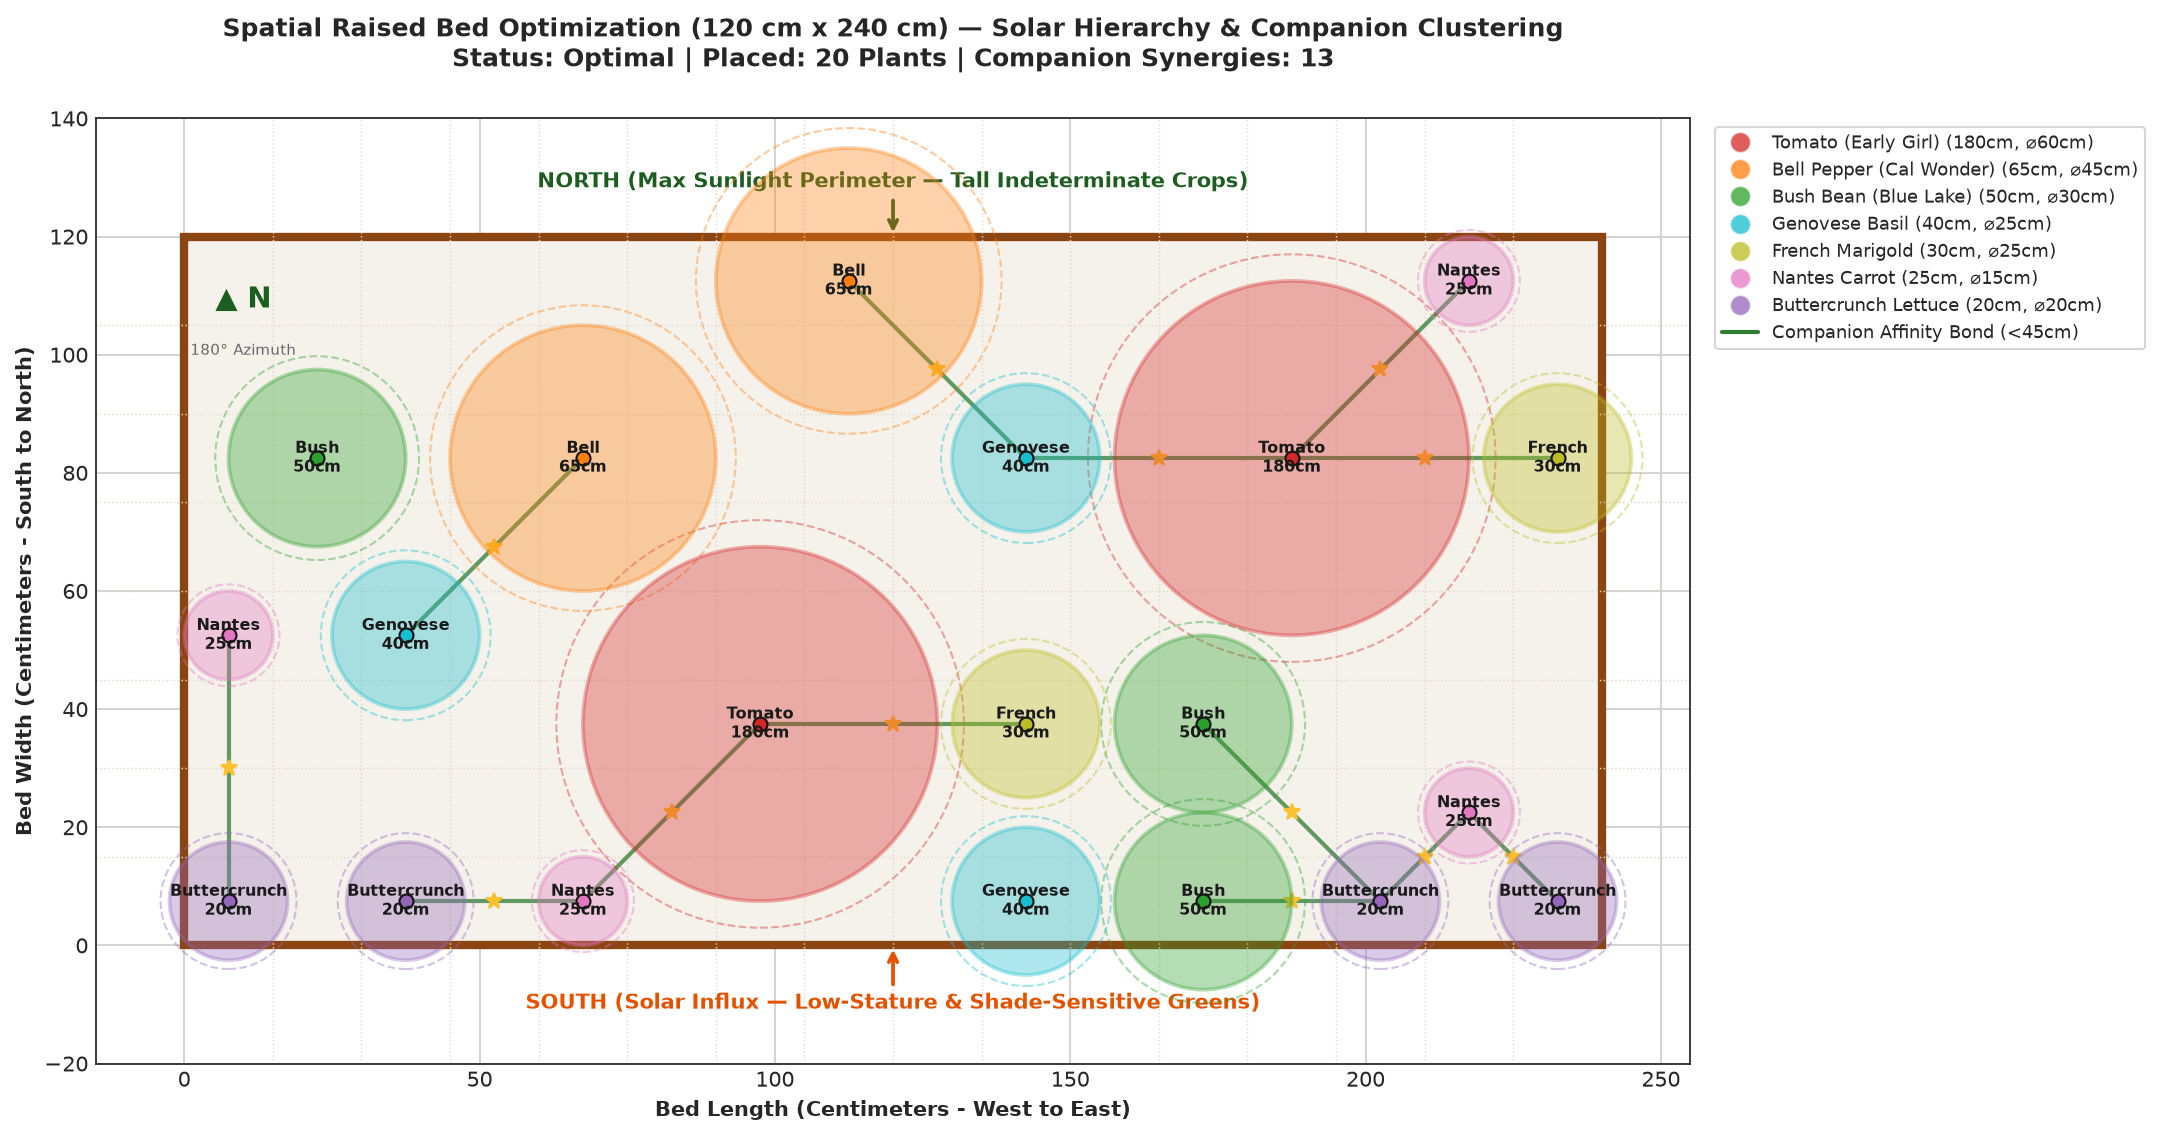 Spatial Raised Bed Optimization (120 cm x 240 cm) — Solar Hierarchy & Companion Clustering
Status: Optimal | Placed: 20 Plants | Companion Synergies: 13
140
120
100
80
60
40
20
0
−20
Bed Width (Centimeters - South to North)
NORTH (Max Sunlight Perimeter — Tall Indeterminate Crops)
▲ N
180° Azimuth
Bell
65cm
Nantes
25cm
Bush
50cm
Bell
65cm
Genovese
40cm
Tomato
180cm
French
30cm
Nantes
25cm
Genovese
40cm
Tomato
180cm
French
30cm
Bush
50cm
Nantes
25cm
Buttercrunch
20cm
Buttercrunch
20cm
Nantes
25cm
Genovese
40cm
Bush
50cm
Buttercrunch
20cm
Buttercrunch
20cm
SOUTH (Solar Influx — Low-Stature & Shade-Sensitive Greens)
0
50
100
150
200
250
Bed Length (Centimeters - West to East)
Tomato (Early Girl) (180cm, ⌀60cm)
Bell Pepper (Cal Wonder) (65cm, ⌀45cm)
Bush Bean (Blue Lake) (50cm, ⌀30cm)
Genovese Basil (40cm, ⌀25cm)
French Marigold (30cm, ⌀25cm)
Nantes Carrot (25cm, ⌀15cm)
Buttercrunch Lettuce (20cm, ⌀20cm)
Companion Affinity Bond (<45cm)